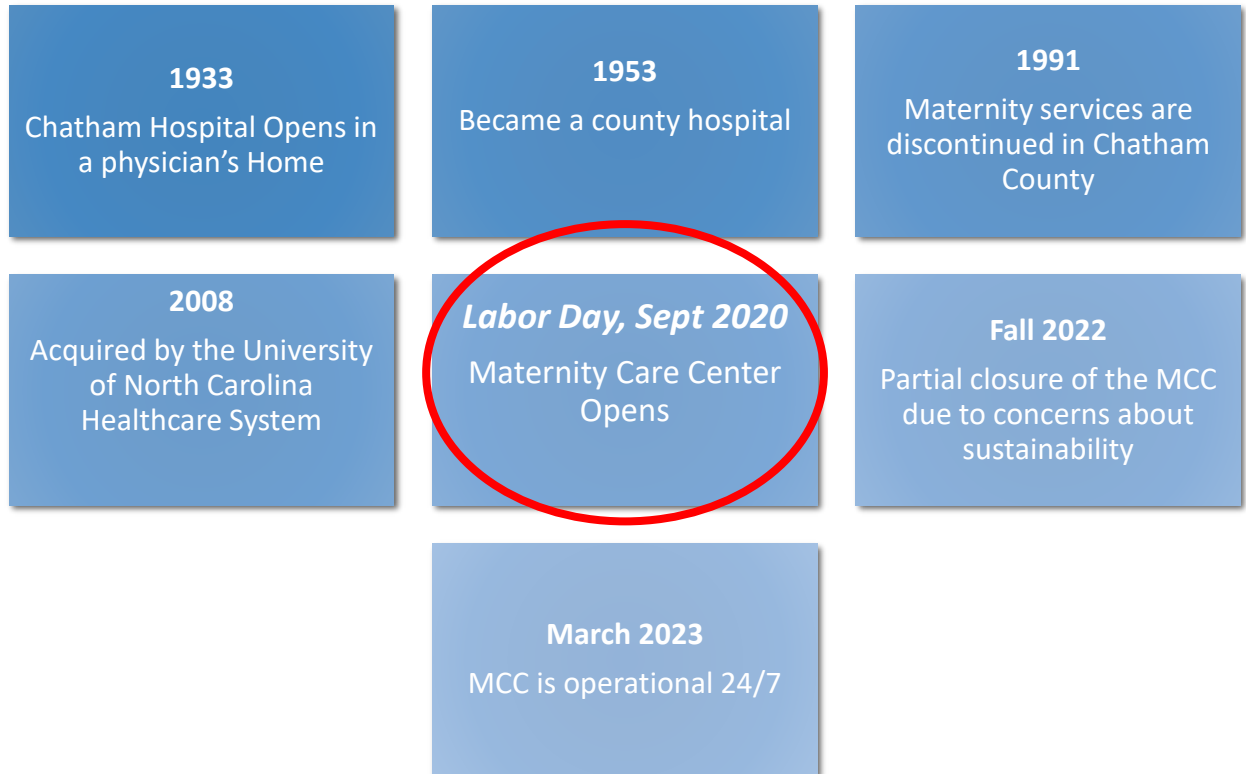 1933
Chatham Hospital Opens in
a physician’s Home
1953
Became a county hospital
1991
Maternity services are
discontinued in Chatham
County
2008
Acquired by the University
of North Carolina
Healthcare System
Labor Day, Sept 2020
Maternity Care Center
Opens
Fall 2022
Partial closure of the MCC
due to concerns about
sustainability
March 2023
MCC is operational 24/7